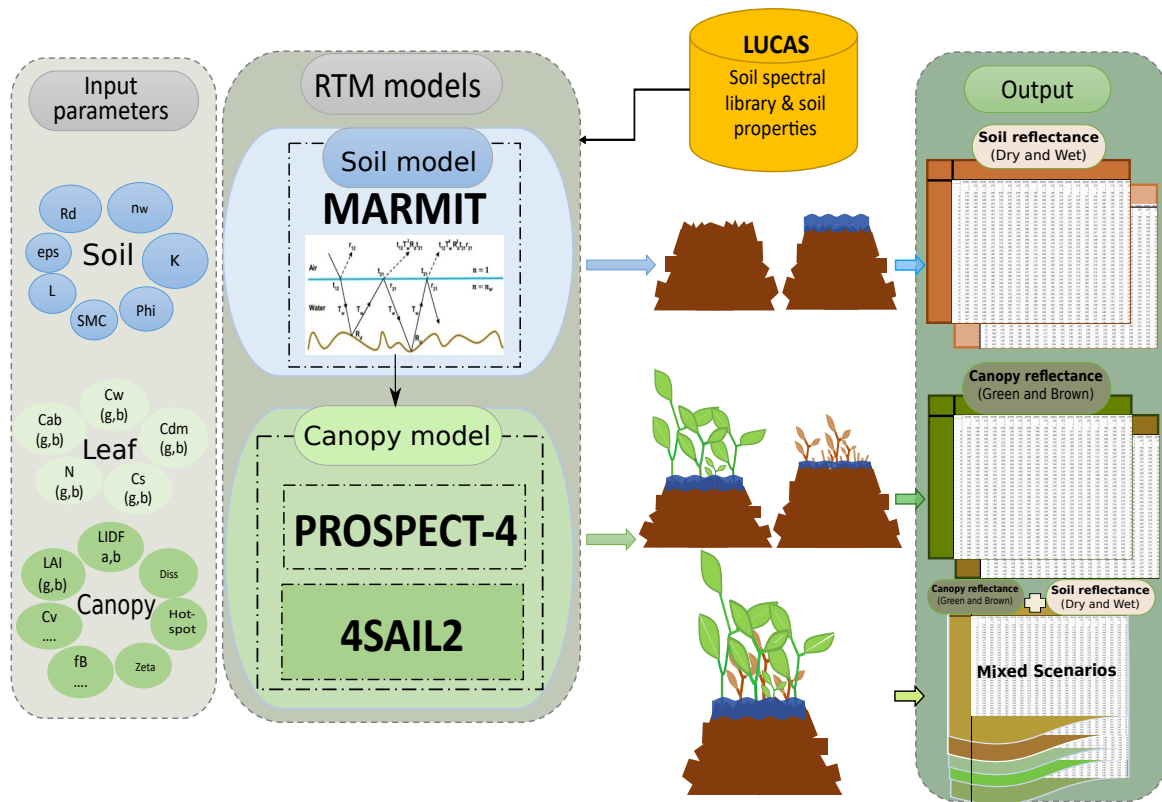 Input
parameters
Rd
nw
eps
Soil
K
L
SMC
Phi
Cw
(g,b)
Cab
(g,b)
Cdm
(g,b)
Leaf
N
(g,b)
Cs
(g,b)
LIDF
a,b
LAI
(g,b)
Diss
Canopy
Cv
....
Hot-
spot
fB
....
Zeta
RTM models
Soil model
MARMIT
Air
n = 1
Water
n = nw
Canopy model
PROSPECT-4
4SAIL2
LUCAS
Soil spectral
library & soil
properties
Output
Soil reflectance
(Dry and Wet)
Canopy reflectance
(Green and Brown)
Canopy reflectance
(Green and Brown)
Soil reflectance
(Dry and Wet)
Mixed Scenarios